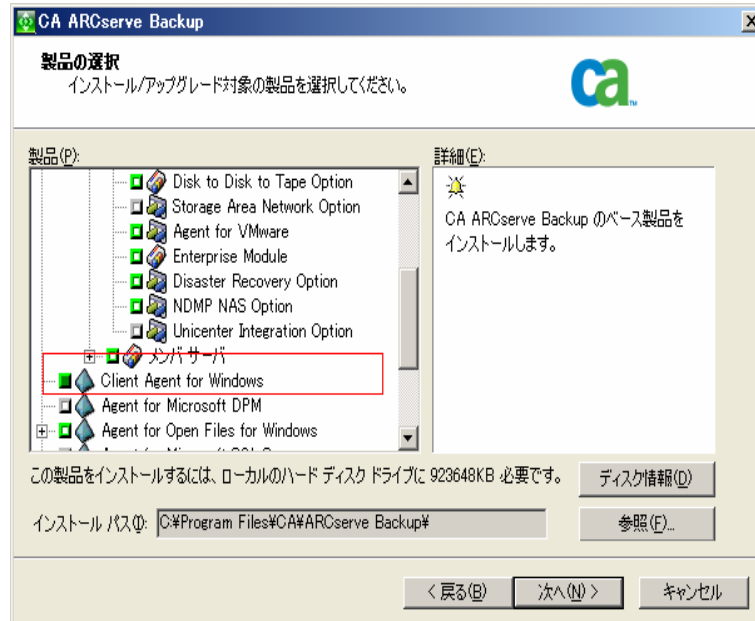 CA ARCserve Backup
製品の選択
インストール/アップグレード対象の製品を選択してください。
ca
製品(P):
詳細(E):
Disk to Disk to Tape Option
Storage Area Network Option
Agent for VMware
Enterprise Module
Disaster Recovery Option
NDMP NAS Option
Unicenter Integration Option
メンバ サーバ
Client Agent for Windows
Agent for Microsoft DPM
Agent for Open Files for Windows
CA ARCserve Backup のベース製品を
インストールします。
この製品をインストールするには、ローカルのハード ディスク ドライブに 923648KB 必要です。
ディスク情報(D)
インストール パス(I): C:¥Program Files¥CA¥ARCserve Backup¥
参照(F)...
< 戻る(B)
次へ(N) >
キャンセル